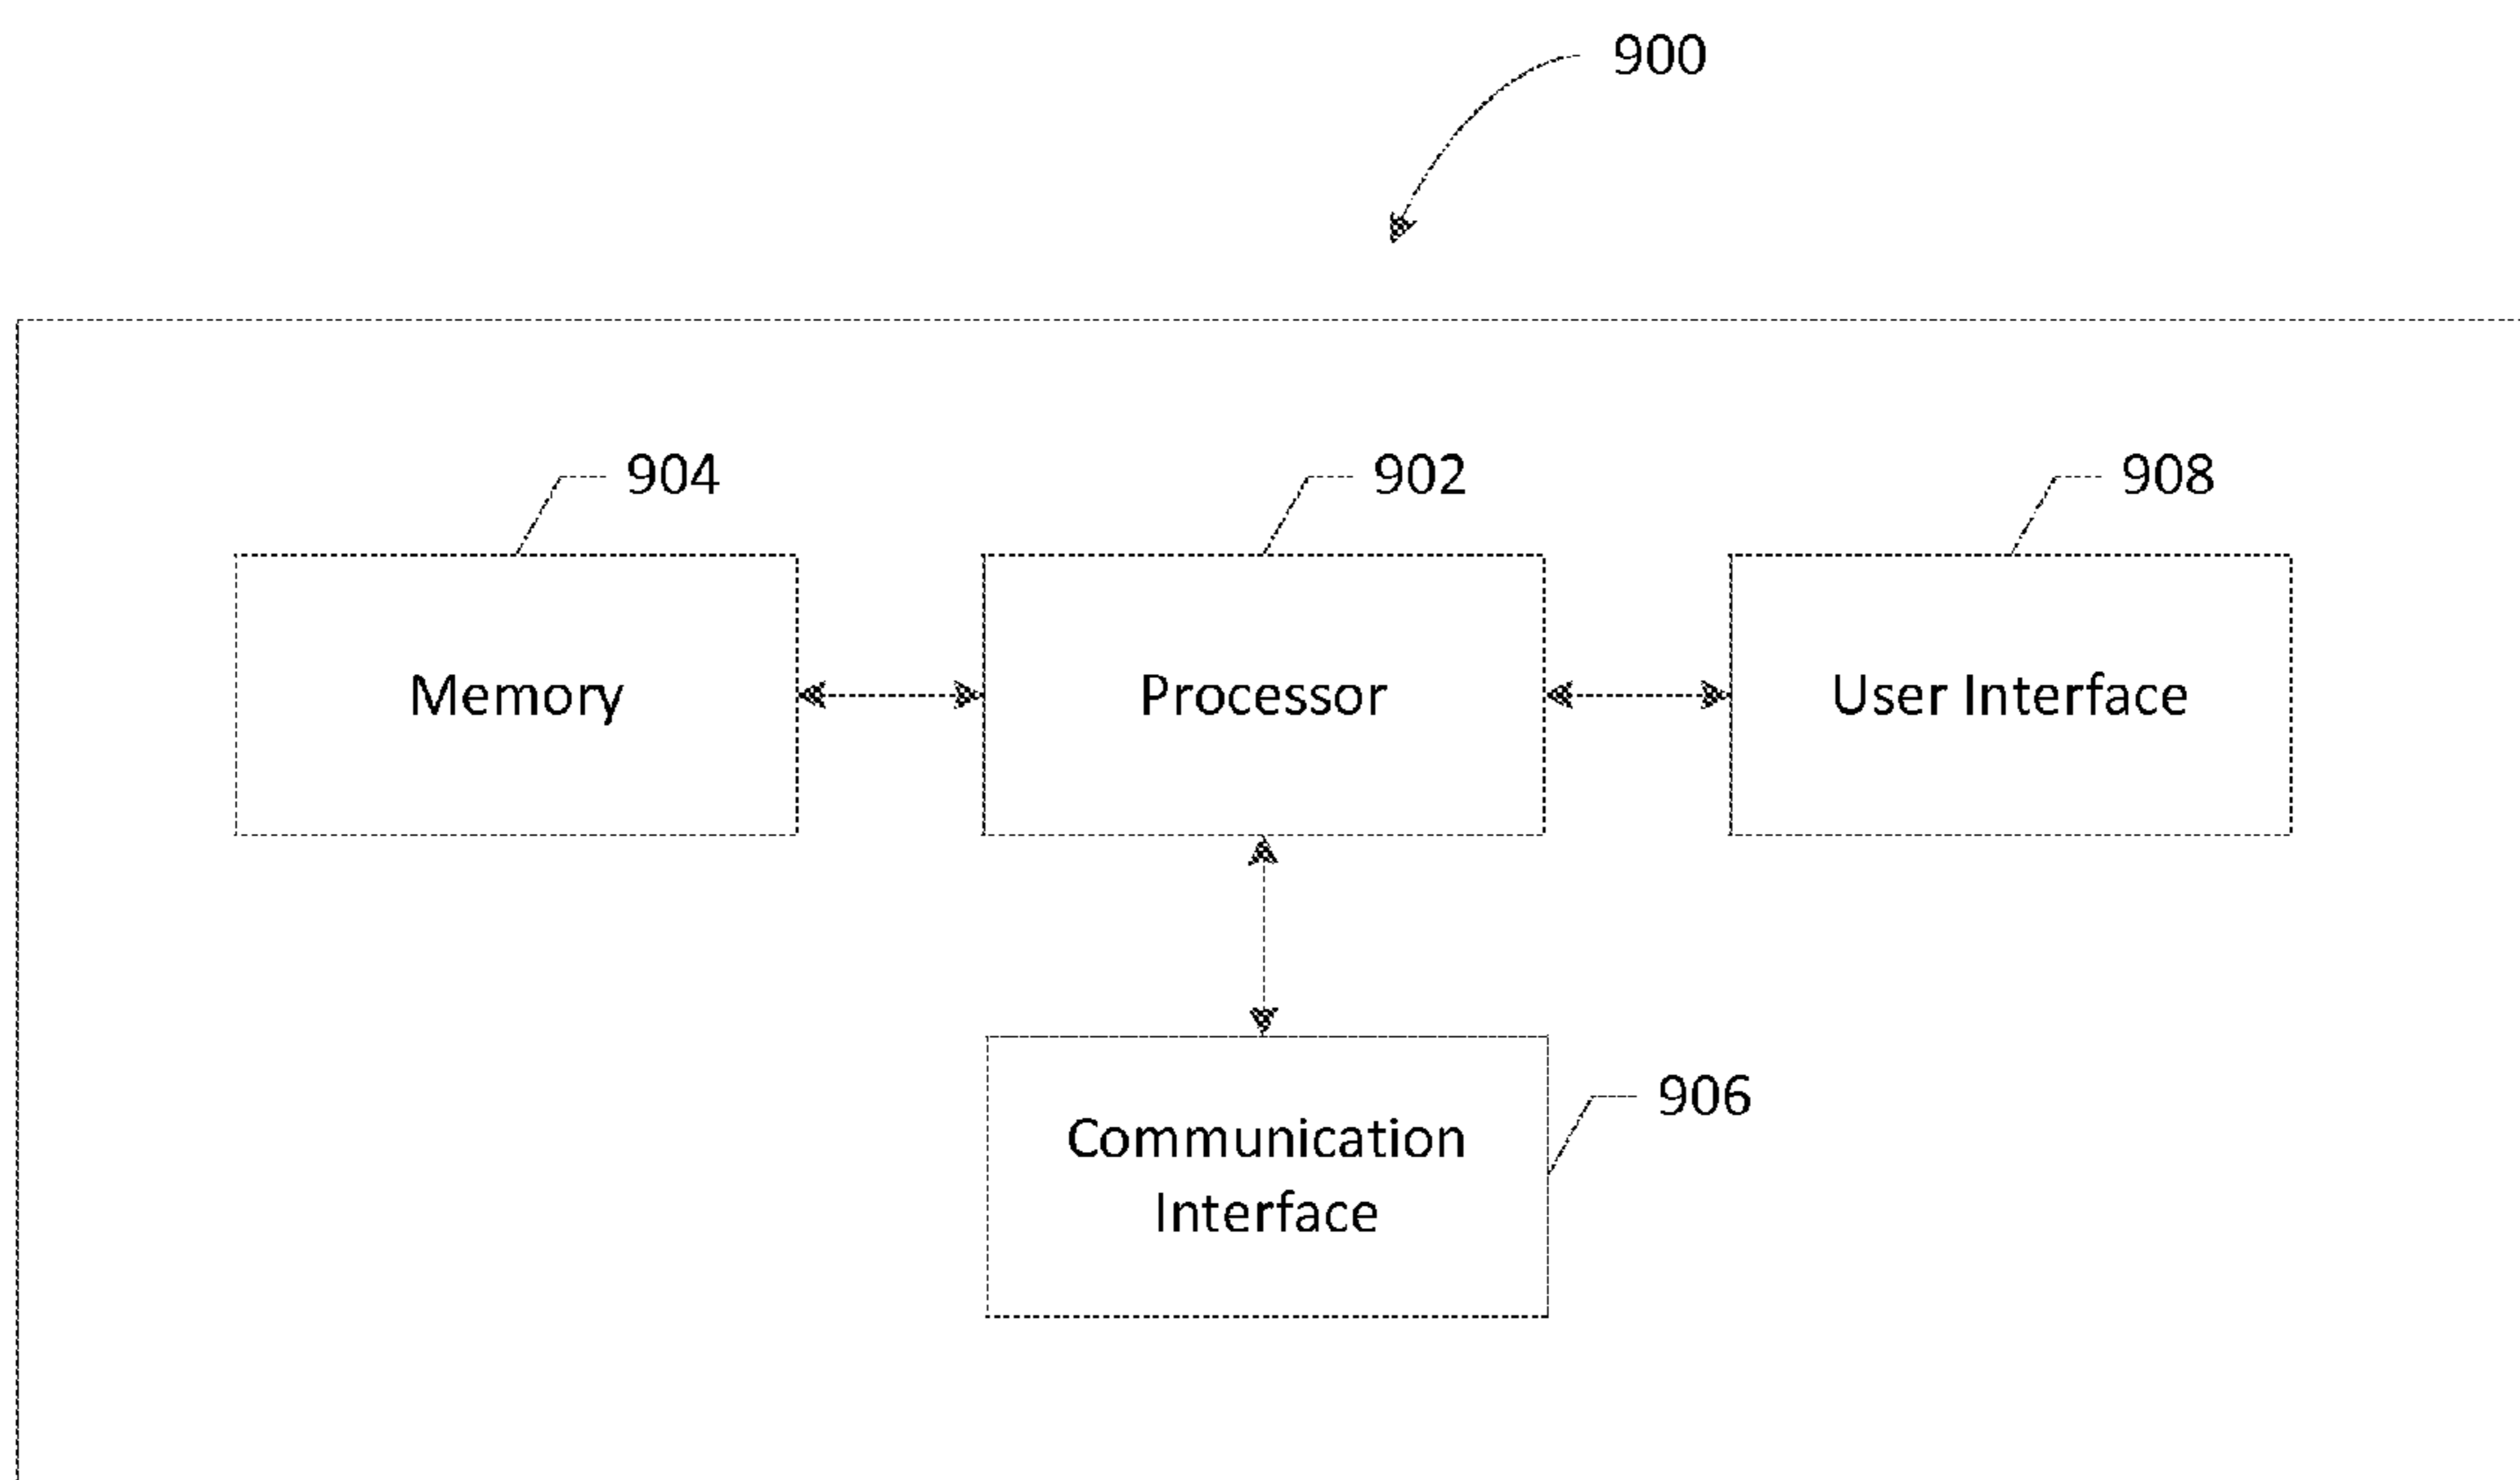 900
904
902
908
Memory
Processor
User Interface
906
Communication
Interface